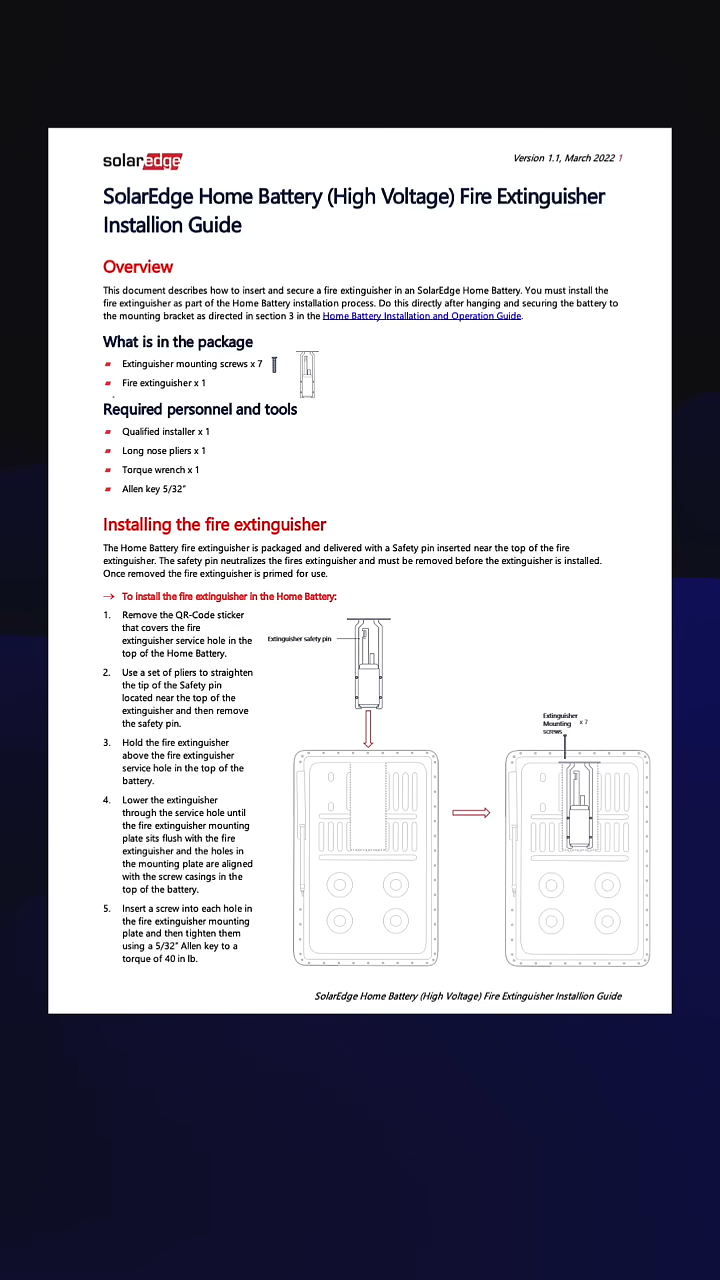 solaredge
Version 1.1, March 2022 1
SolarEdge Home Battery (High Voltage) Fire Extinguisher
Installion Guide
Overview
This document describes how to insert and secure a fire extinguisher in an SolarEdge Home Battery. You must install the
fire extinguisher as part of the Home Battery installation process. Do this directly after hanging and securing the battery to
the mounting bracket as directed in section 3 in the Home Battery Installation and Operation Guide.
What is in the package
Extinguisher mounting screws x 7
Fire extinguisher x 1
Required personnel and tools
Qualified installer x 1
Long nose pliers x 1
Torque wrench x 1
Allen key 5/32"
Installing the fire extinguisher
The Home Battery fire extinguisher is packaged and delivered with a Safety pin inserted near the top of the fire
extinguisher. The safety pin neutralizes the fires extinguisher and must be removed before the extinguisher is installed.
Once removed the fire extinguisher is primed for use.
→ To install the fire extinguisher in the Home Battery:
1. Remove the QR-Code sticker
that covers the fire
extinguisher service hole in the
top of the Home Battery.
2. Use a set of pliers to straighten
the tip of the Safety pin
located near the top of the
extinguisher and then remove
the safety pin.
3. Hold the fire extinguisher
above the fire extinguisher
service hole in the top of the
battery.
4. Lower the extinguisher
through the service hole until
the fire extinguisher mounting
plate sits flush with the fire
extinguisher and the holes in
the mounting plate are aligned
with the screw casings in the
top of the battery.
5. Insert a screw into each hole in
the fire extinguisher mounting
plate and then tighten them
using a 5/32" Allen key to a
torque of 40 in lb.
Extinguisher safety pin
Extinguisher
Mounting x 7
screws
SolarEdge Home Battery (High Voltage) Fire Extinguisher Installion Guide